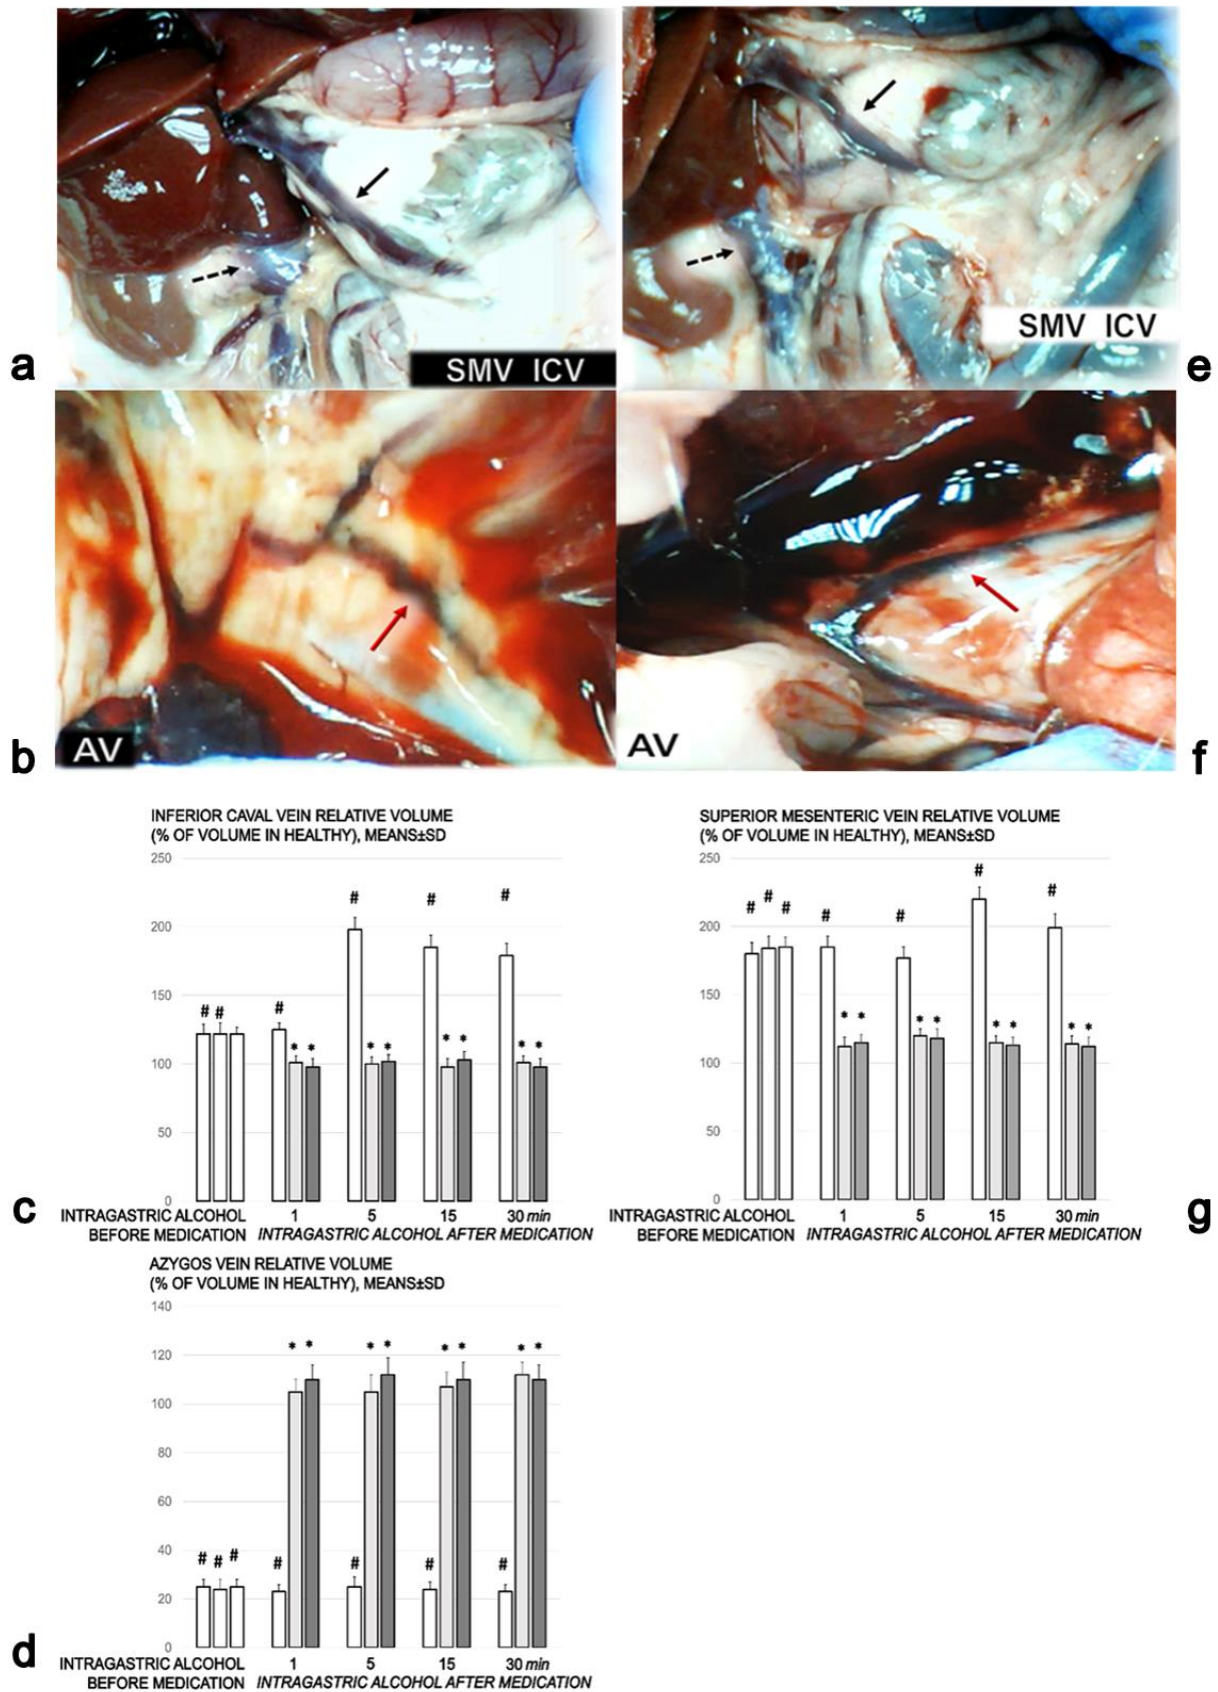 SMV ICV
a
SMV ICV
e
AV
b
AV
f
INFERIOR CAVAL VEIN RELATIVE VOLUME
(% OF VOLUME IN HEALTHY), MEANS±SD
250
#
#
#
200
150
# #
#
* *
* *
* *
* *
100
50
0
c
INTRAGASTRIC ALCOHOL
BEFORE MEDICATION
1
5
15
30 min
INTRAGASTRIC ALCOHOL AFTER MEDICATION
SUPERIOR MESENTERIC VEIN RELATIVE VOLUME
(% OF VOLUME IN HEALTHY), MEANS±SD
250
#
#
# # #
#
#
200
150
* *
* *
* *
* *
100
50
0
g
INTRAGASTRIC ALCOHOL
BEFORE MEDICATION
1
5
15
30 min
INTRAGASTRIC ALCOHOL AFTER MEDICATION
AZYGOS VEIN RELATIVE VOLUME
(% OF VOLUME IN HEALTHY), MEANS±SD
140
* *
* *
* *
* *
120
100
80
60
40
# # #
#
#
#
#
20
0
d
INTRAGASTRIC ALCOHOL
BEFORE MEDICATION
1
5
15
30 min
INTRAGASTRIC ALCOHOL AFTER MEDICATION